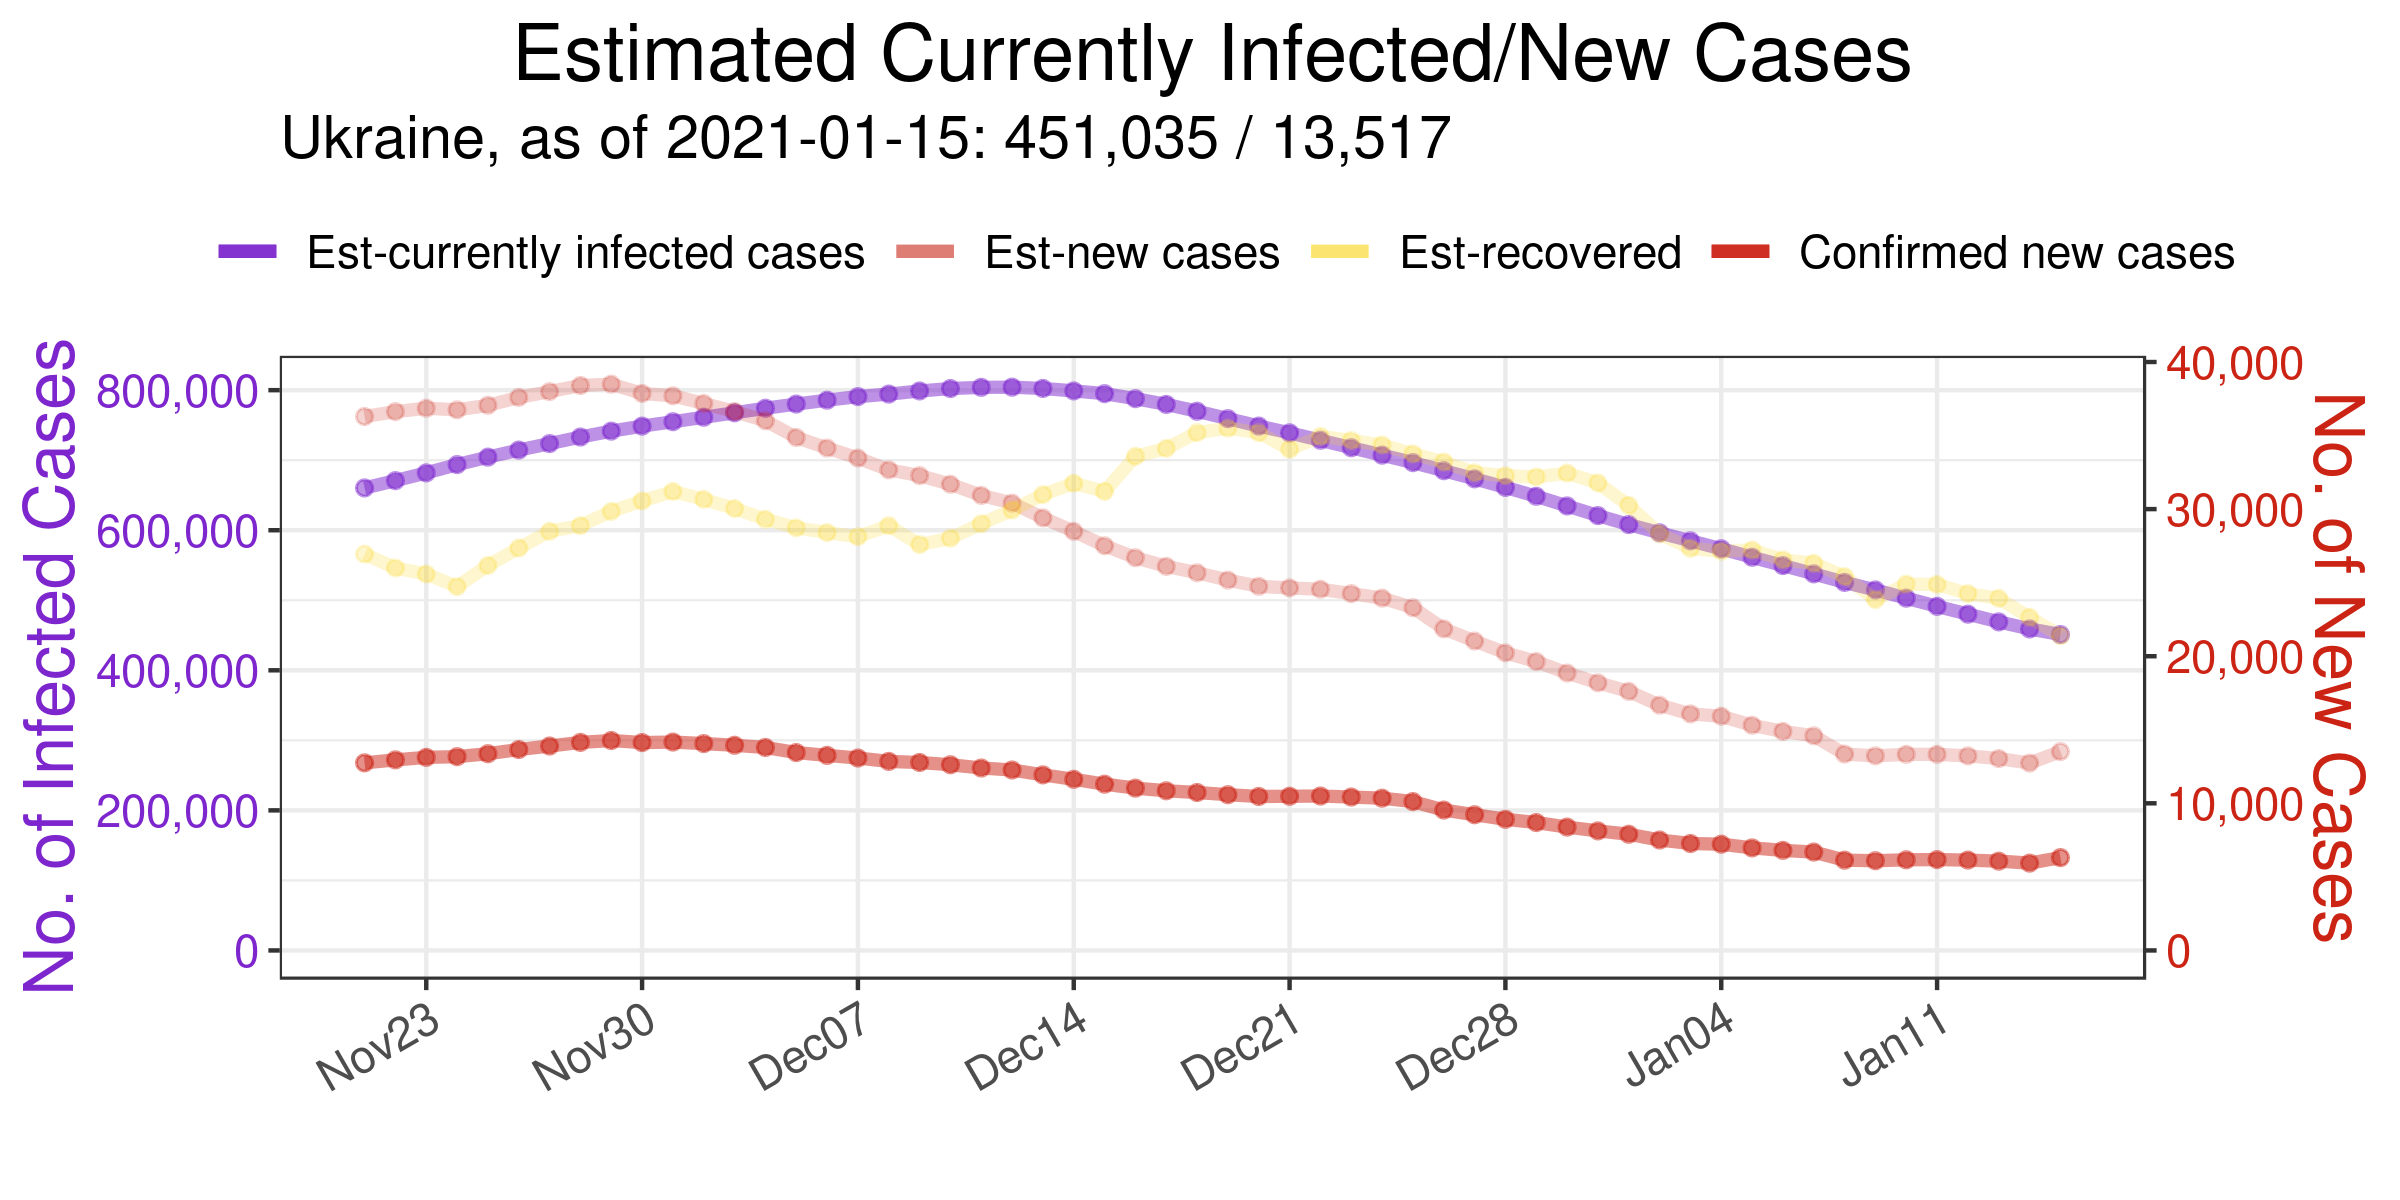 Estimated Currently Infected/New Cases
Ukraine, as of 2021-01-15: 451,035 / 13,517
Est-currently infected cases Est-new cases Est-recovered Confirmed new cases
No. of Infected Cases
800,000
600,000
400,000
200,000
0
40,000
30,000
20,000
10,000
0
No. of New Cases
Nov23 Nov30 Dec07 Dec14 Dec21 Dec28 Jan04 Jan11